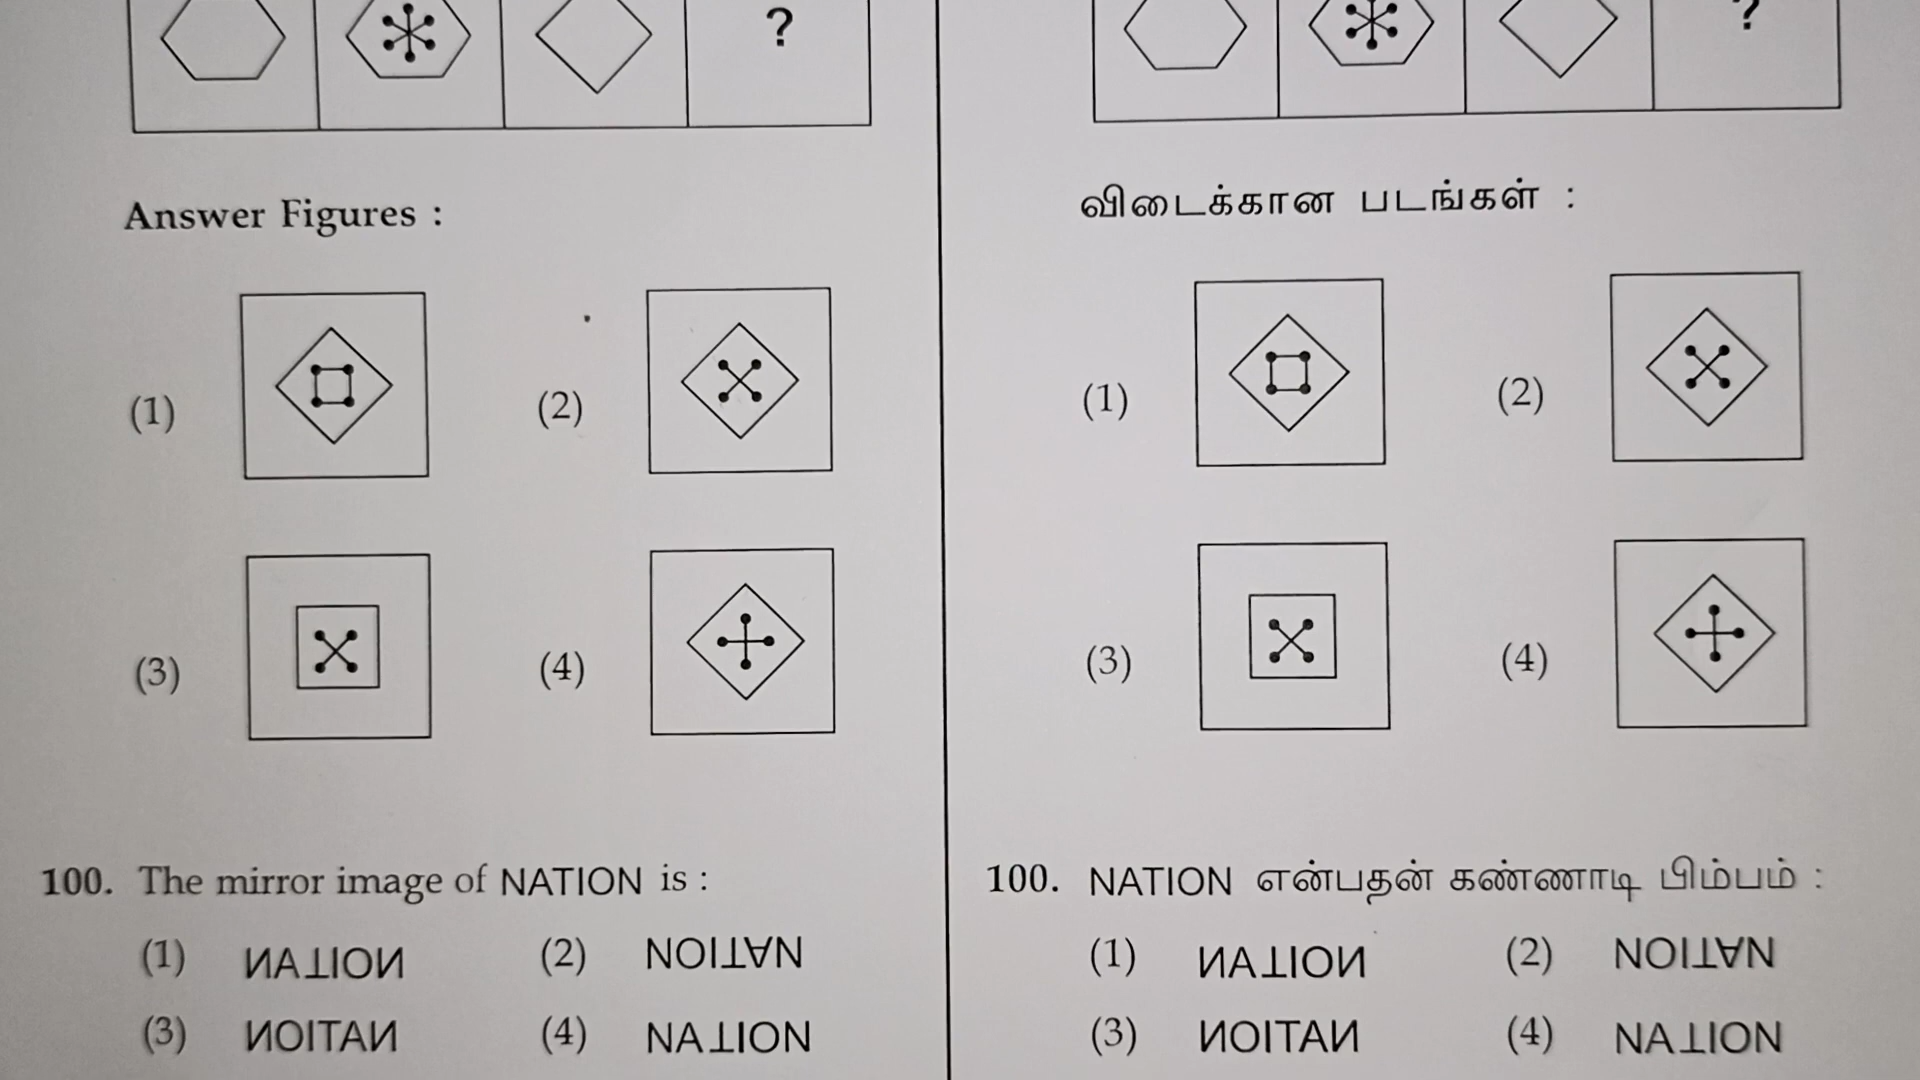 ?
Answer Figures :
(1) (2)
(3) (4)
100. The mirror image of NATION is :
(1) ИA⊥IOИ (2) NOI⊥∀N
(3) ИOITAИ (4) NA⊥ION
?
விடைக்கான படங்கள் :
(1) (2)
(3) (4)
100. NATION என்பதன் கண்ணாடி பிம்பம் :
(1) ИA⊥IOИ (2) NOI⊥∀N
(3) ИOITAИ (4) NA⊥ION